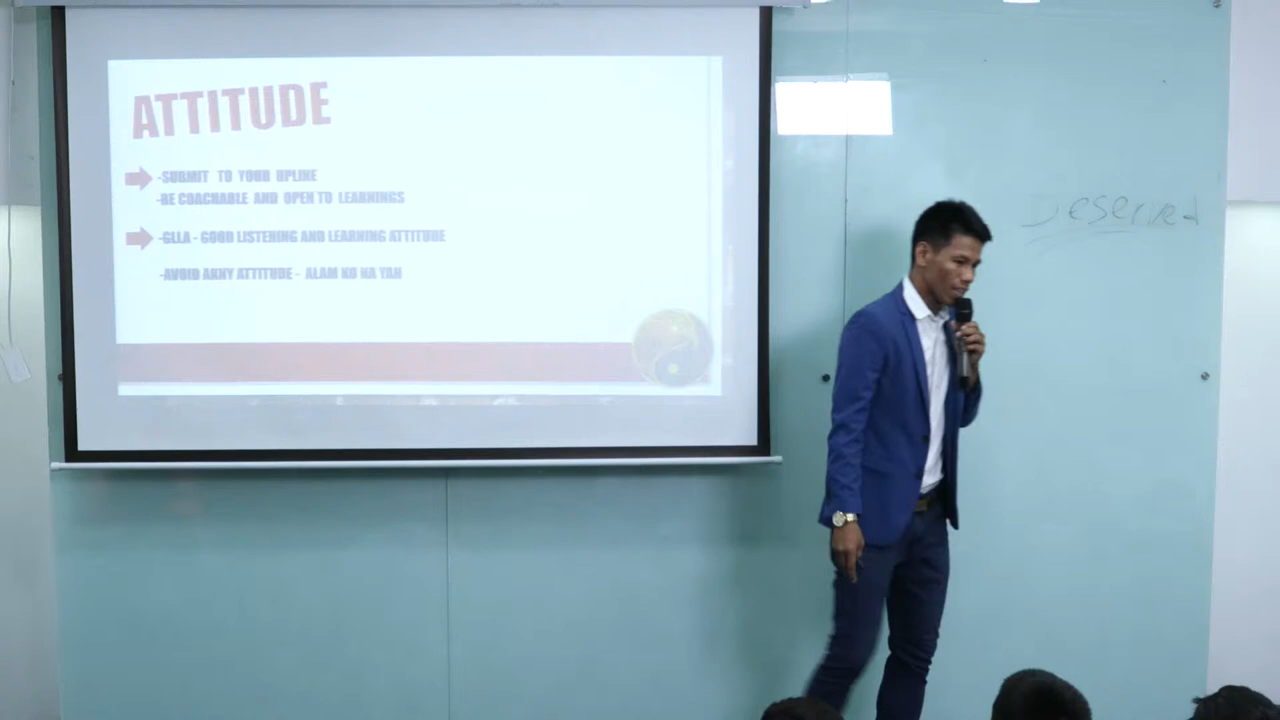 ATTITUDE
-SUBMIT TO YOUR UPLINE
-BE COACHABLE AND OPEN TO LEARNINGS
-GLLA - GOOD LISTENING AND LEARNING ATTITUDE
-AVOID AKNY ATTITUDE - ALAM KO NA YAN
Deserved